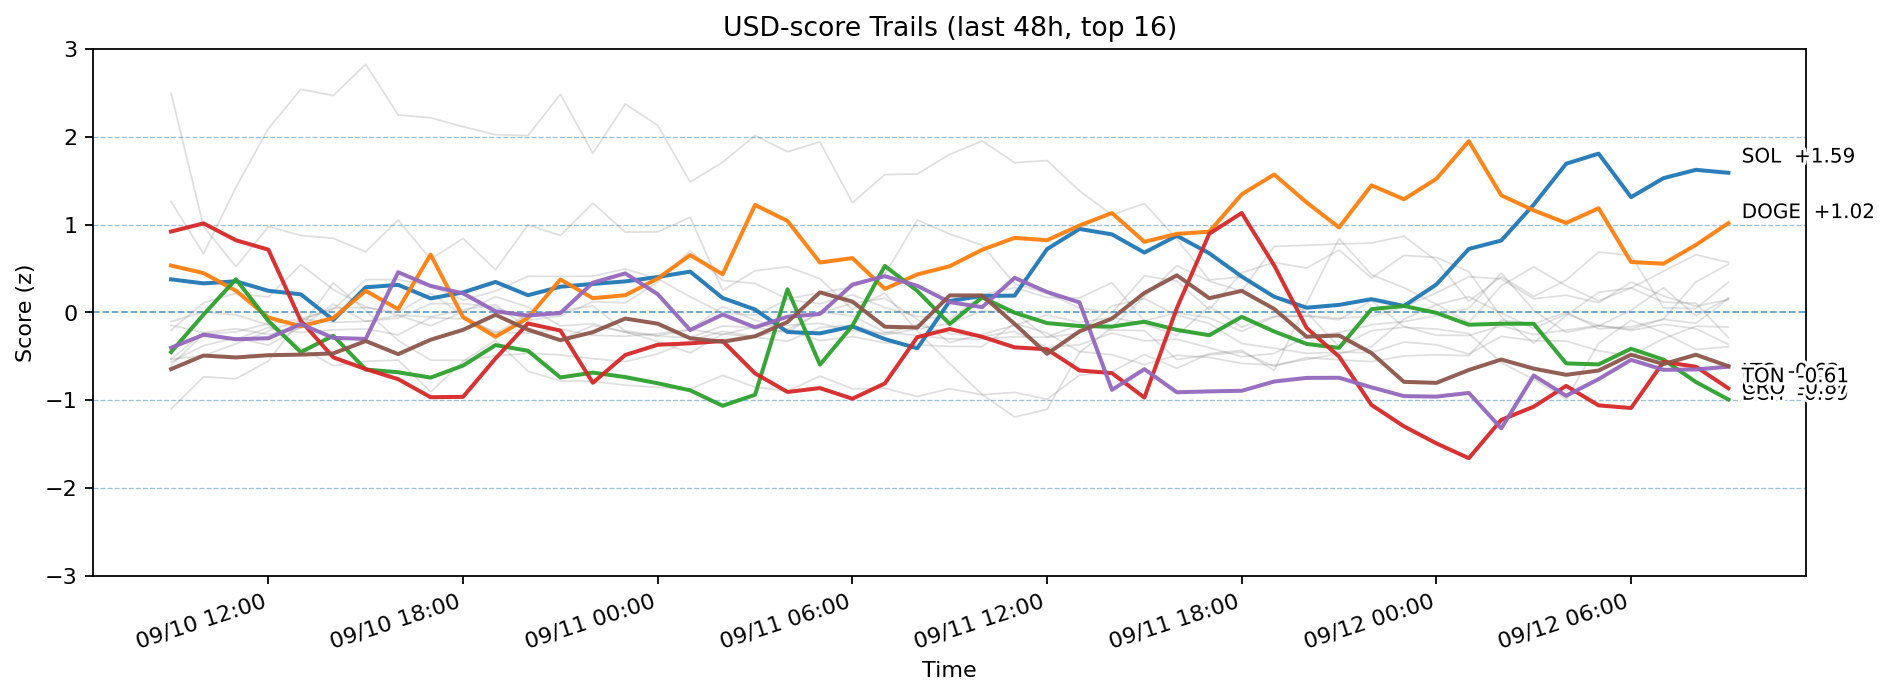 USD-score Trails (last 48h, top 16)
3
2
1
0
−1
−2
−3
Score (z)
SOL +1.59
DOGE +1.02
TON -0.61
09/10 12:00
09/10 18:00
09/11 00:00
09/11 06:00
09/11 12:00
09/11 18:00
09/12 00:00
09/12 06:00
Time